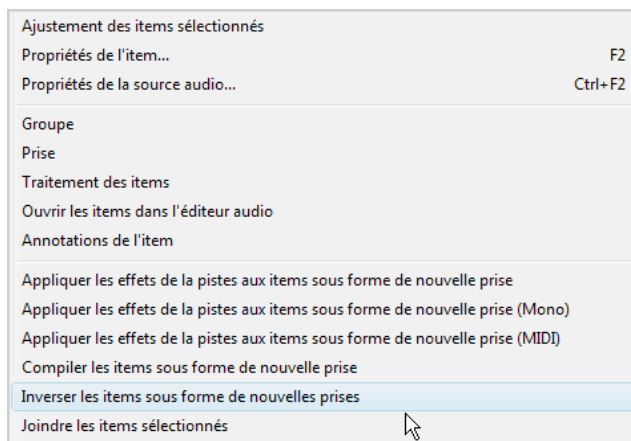 Ajustement des items sélectionnés
Propriétés de l'item... F2
Propriétés de la source audio... Ctrl+F2
Groupe
Prise
Traitement des items
Ouvrir les items dans l'éditeur audio
Annotations de l'item
Appliquer les effets de la pistes aux items sous forme de nouvelle prise
Appliquer les effets de la pistes aux items sous forme de nouvelle prise (Mono)
Appliquer les effets de la pistes aux items sous forme de nouvelle prise (MIDI)
Compiler les items sous forme de nouvelle prise
Inverser les items sous forme de nouvelles prises
Joindre les items sélectionnés